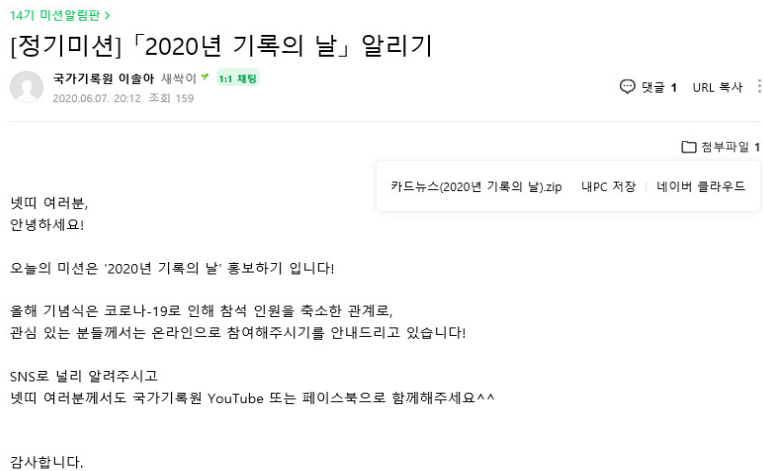 14기 미션알림판 >
[정기미션]「2020년 기록의 날」알리기
국가기록원 이솔아 새싹이 1:1 채팅
댓글 1 URL 복사
2020.06.07. 20:12 조회 159
첨부파일 1
카드뉴스(2020년 기록의 날).zip 내PC 저장 네이버 클라우드
넷띠 여러분,
안녕하세요!
오늘의 미션은 '2020년 기록의 날' 홍보하기 입니다!
올해 기념식은 코로나-19로 인해 참석 인원을 축소한 관계로,
관심 있는 분들께서는 온라인으로 참여해주시기를 안내드리고 있습니다!
SNS로 널리 알려주시고
넷띠 여러분께서도 국가기록원 YouTube 또는 페이스북으로 함께해주세요^^
감사합니다.